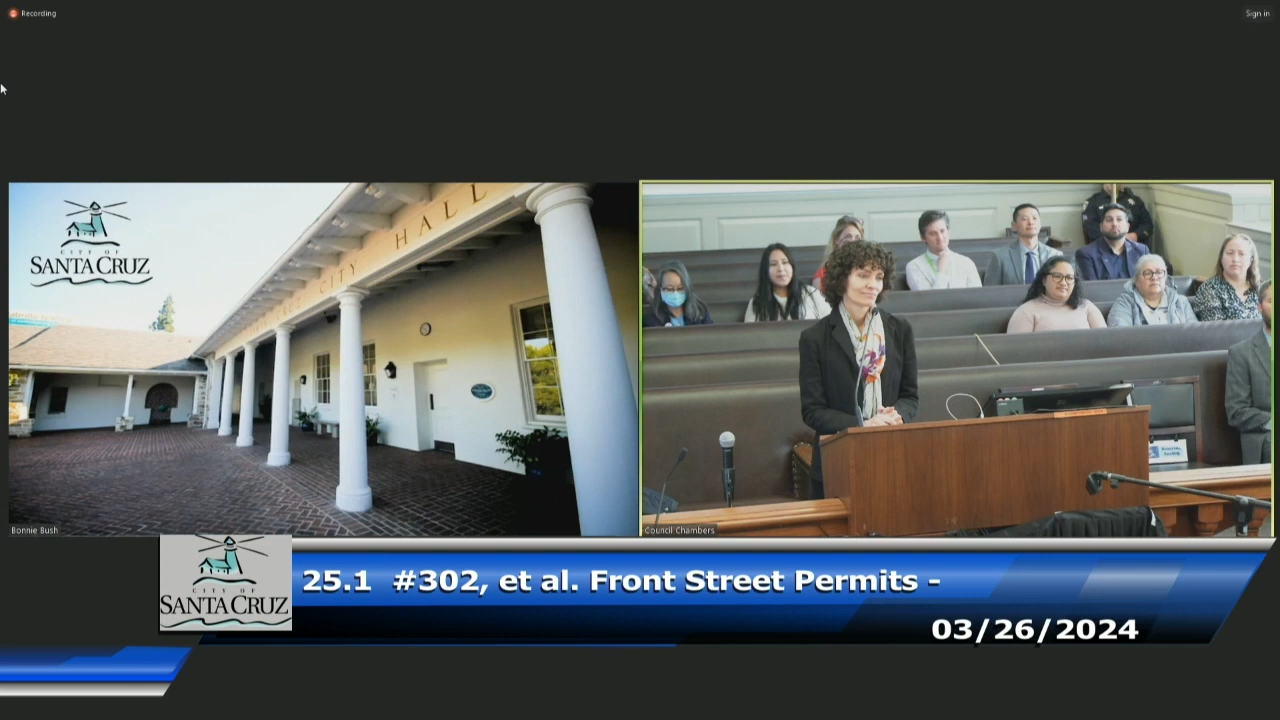 Recording
Sign in
CITY OF
SANTA CRUZ
CITY
HALL
Bonnie Bush
Council Chambers
CITY OF
SANTA CRUZ
25.1 #302, et al. Front Street Permits -
03/26/2024